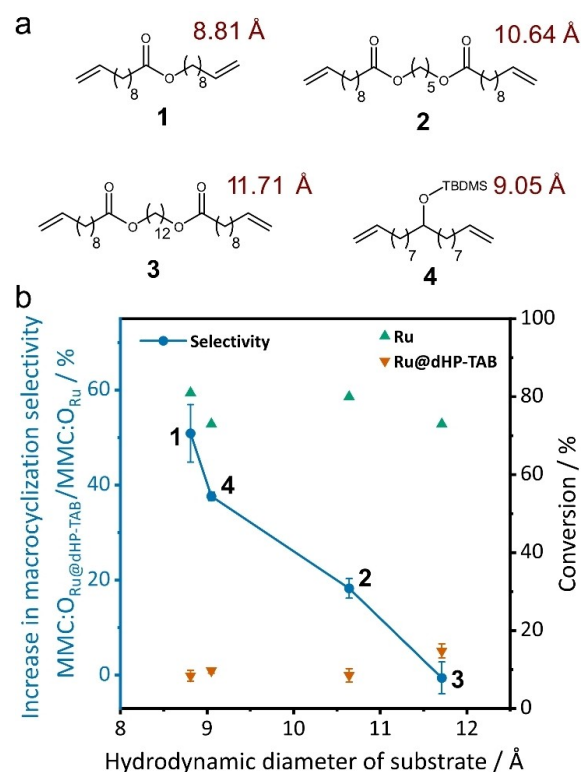 a
8.81 Å
10.64 Å
O
O
8
8
1
O
O
O
O
8
5
8
2
11.71 Å
TBDMS 9.05 Å
O
O
O
O
8
12
8
3
O
7
7
4
b
Selectivity
Ru
Ru@dHP-TAB
1
4
2
3
Increase in macrocyclization selectivity
MMC:O Ru@dHP-TAB/MMC:O Ru / %
60
40
20
0
Conversion / %
100
80
60
40
20
0
8 9 10 11 12
Hydrodynamic diameter of substrate / Å